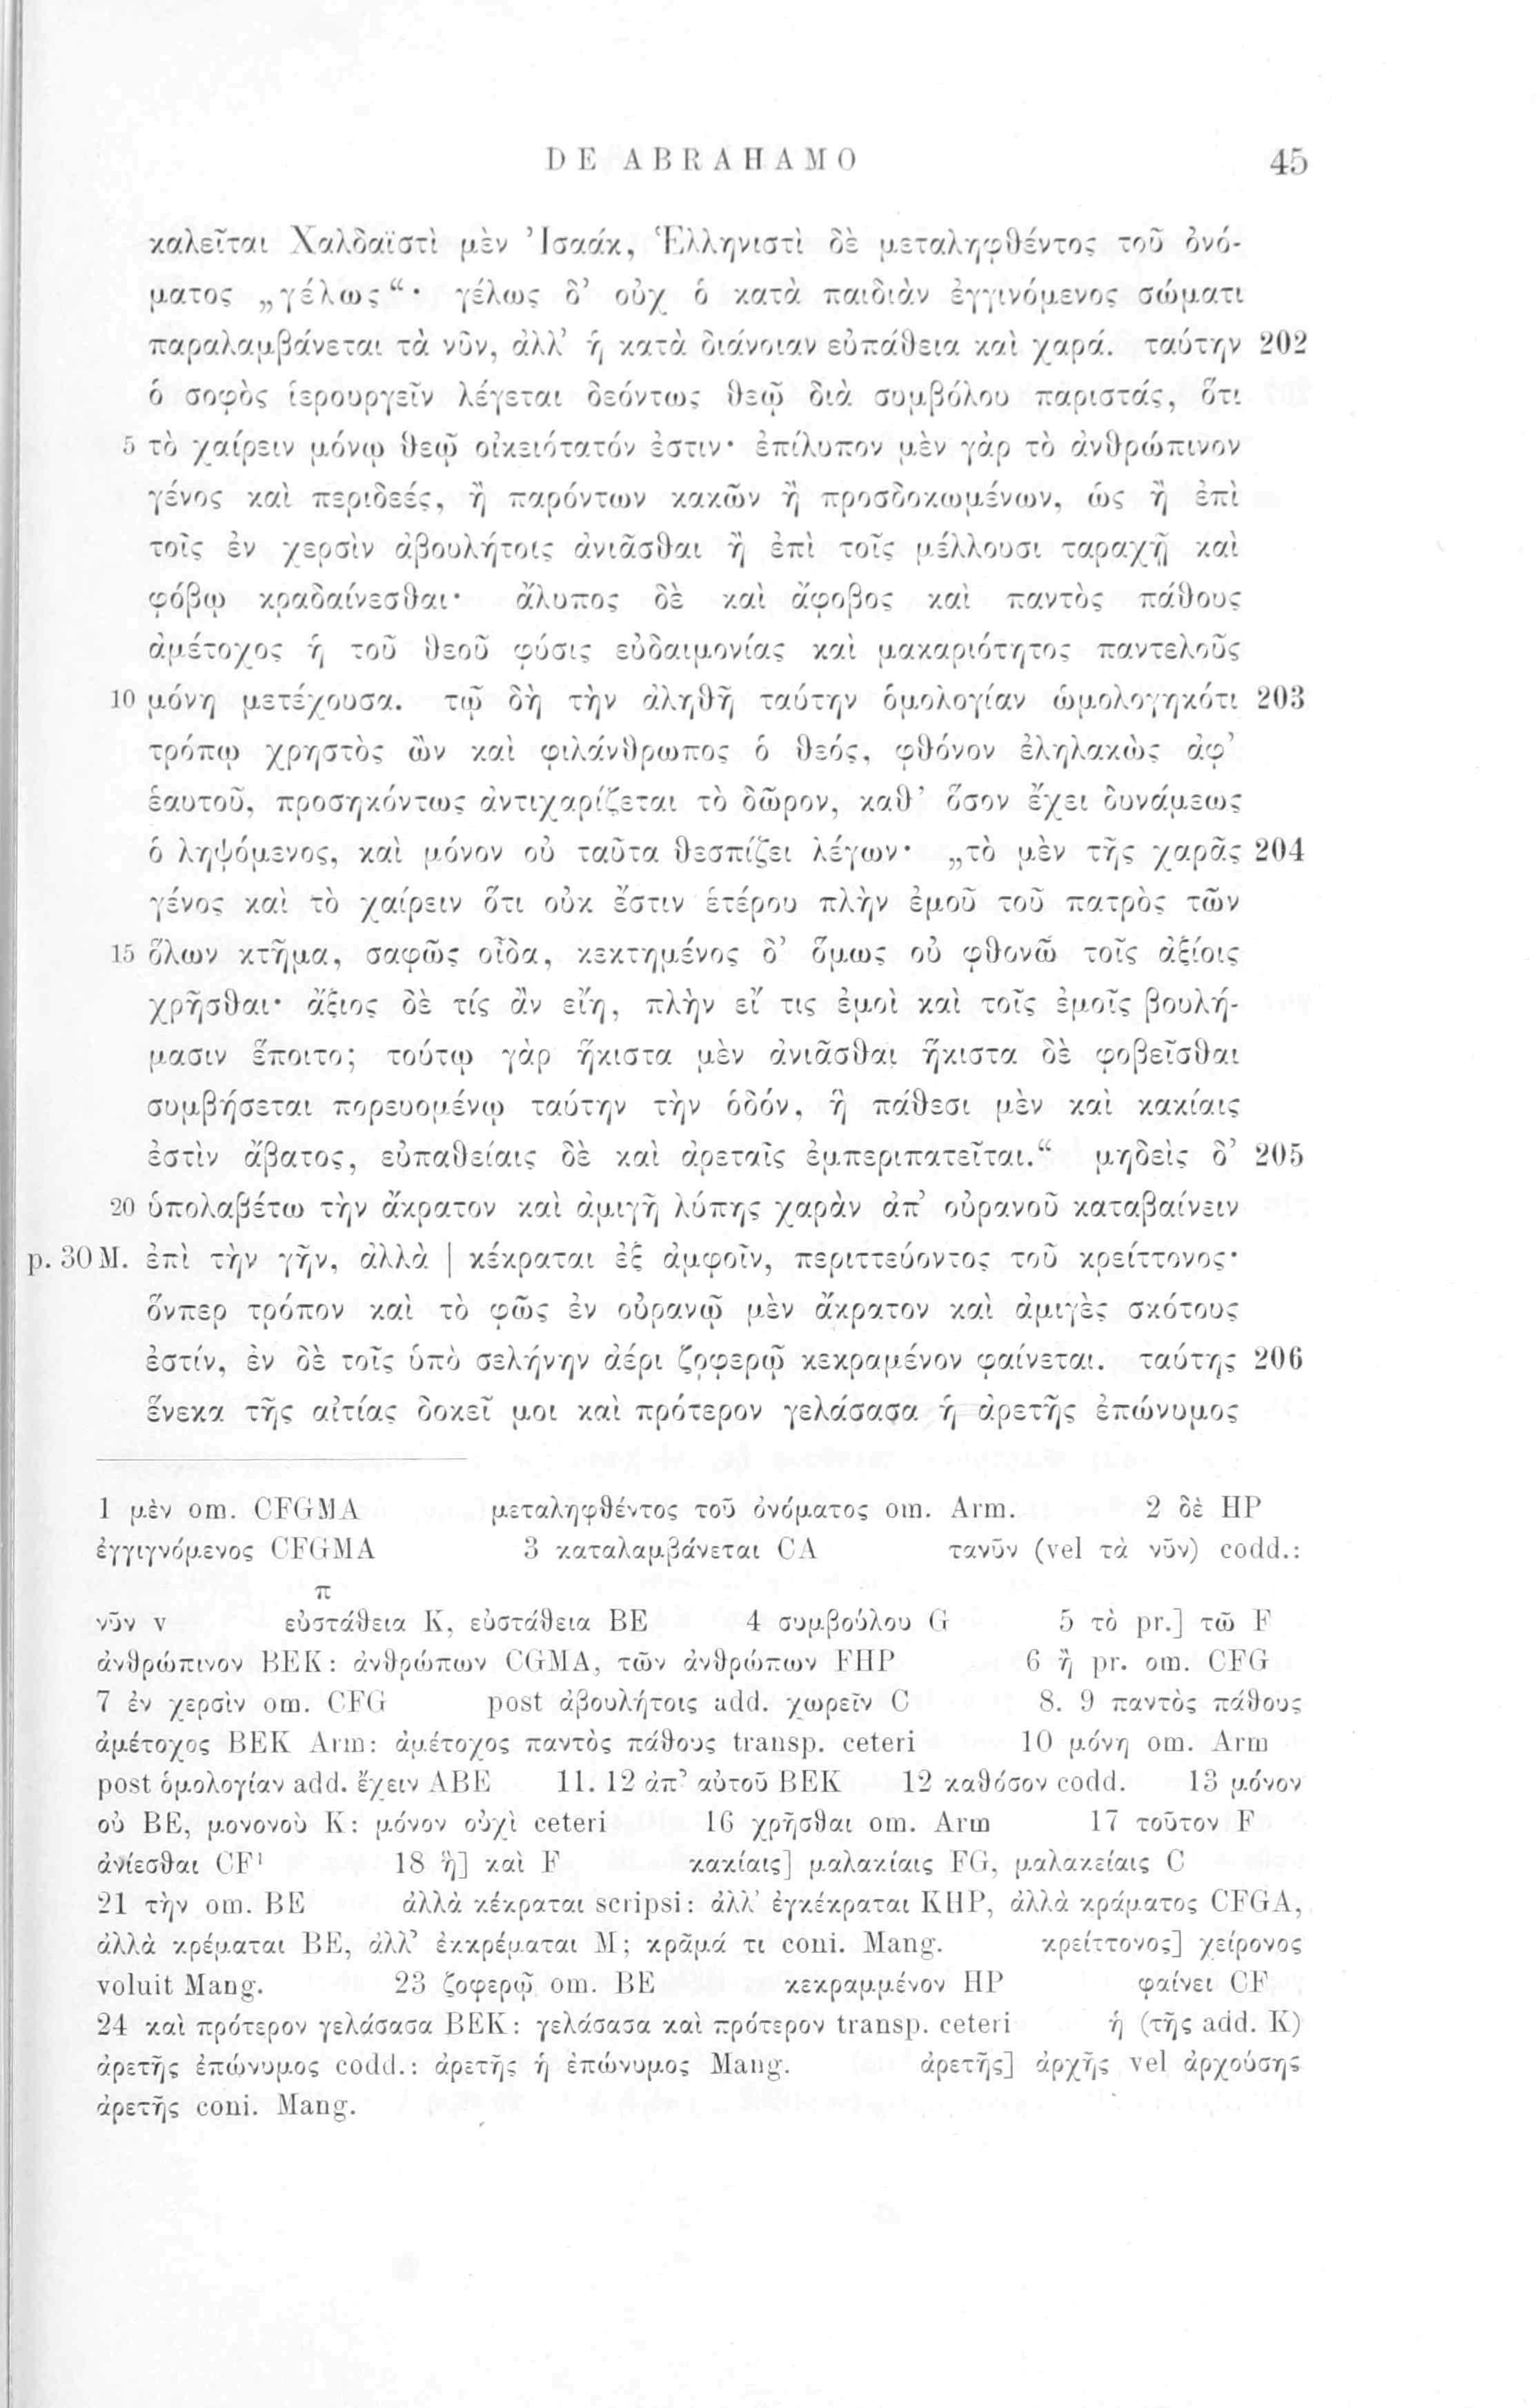 DE ABRAHAMO 45
καλεῖται Χαλδαϊστὶ μὲν Ἰσαάκ, Ἑλληνιστὶ δὲ μεταληφθέντος τοῦ ὀνό-
ματος „γέλως“· γέλως δ’ οὐχ ὁ κατὰ παιδιὰν ἐγγινόμενος σώματι
παραλαμβάνεται τὰ νῦν, ἀλλ’ ἡ κατὰ διάνοιαν εὐπάθεια καὶ χαρά. ταύτην 202
ὁ σοφὸς ἱερουργεῖν λέγεται δεόντως θεῷ διὰ συμβόλου παριστάς, ὅτι
5 τὸ χαίρειν μόνῳ θεῷ οἰκειότατόν ἐστιν· ἐπίλυπον μὲν γὰρ τὸ ἀνθρώπινον
γένος καὶ περιδεές, ἢ παρόντων κακῶν ἢ προσδοκωμένων, ὡς ἢ ἐπὶ
τοῖς ἐν χερσὶν ἀβουλήτοις ἀνιᾶσθαι ἢ ἐπὶ τοῖς μέλλουσι ταραχῇ καὶ
φόβῳ κραδαίνεσθαι· ἄλυπος δὲ καὶ ἄφοβος καὶ παντὸς πάθους
ἀμέτοχος ἡ τοῦ θεοῦ φύσις εὐδαιμονίας καὶ μακαριότητος παντελοῦς
10 μόνη μετέχουσα. τῷ δὴ τὴν ἀληθῆ ταύτην ὁμολογίαν ὡμολογηκότι 203
τρόπῳ χρηστὸς ὢν καὶ φιλάνθρωπος ὁ θεός, φθόνον ἐληλακὼς ἀφ’
ἑαυτοῦ, προσηκόντως ἀντιχαρίζεται τὸ δῶρον, καθ’ ὅσον ἔχει δυνάμεως
ὁ ληψόμενος, καὶ μόνον οὐ ταῦτα θεσπίζει λέγων· „τὸ μὲν τῆς χαρᾶς 204
γένος καὶ τὸ χαίρειν ὅτι οὐκ ἔστιν ἑτέρου πλὴν ἐμοῦ τοῦ πατρὸς τῶν
15 ὅλων κτῆμα, σαφῶς οἶδα, κεκτημένος δ’ ὅμως οὐ φθονῶ τοῖς ἀξίοις
χρῆσθαι· ἄξιος δὲ τίς ἂν εἴη, πλὴν εἴ τις ἐμοὶ καὶ τοῖς ἐμοῖς βουλή-
μασιν ἕποιτο; τούτῳ γὰρ ἥκιστα μὲν ἀνιᾶσθαι ἥκιστα δὲ φοβεῖσθαι
συμβήσεται πορευομένῳ ταύτην τὴν ὁδόν, ἣ πάθεσι μὲν καὶ κακίαις
ἐστὶν ἄβατος, εὐπαθείαις δὲ καὶ ἀρεταῖς ἐμπεριπατεῖται.“ μηδεὶς δ’ 205
20 ὑπολαβέτω τὴν ἄκρατον καὶ ἀμιγῆ λύπης χαρὰν ἀπ’ οὐρανοῦ καταβαίνειν
p. 30 M. ἐπὶ τὴν γῆν, ἀλλὰ | κέκραται ἐξ ἀμφοῖν, περιττεύοντος τοῦ κρείττονος·
ὅνπερ τρόπον καὶ τὸ φῶς ἐν οὐρανῷ μὲν ἄκρατον καὶ ἀμιγὲς σκότους
ἐστίν, ἐν δὲ τοῖς ὑπὸ σελήνην ἀέρι ζοφερῷ κεκραμένον φαίνεται. ταύτης 206
ἕνεκα τῆς αἰτίας δοκεῖ μοι καὶ πρότερον γελάσασα ἡ ἀρετῆς ἐπώνυμος
1 μὲν om. CFGMA μεταληφθέντος τοῦ ὀνόματος om. Arm. 2 δὲ HP
ἐγγιγνόμενος CFGMA 3 καταλαμβάνεται CA τανῦν (vel τὰ νῦν) codd.:
π
νῦν v εὐστάθεια K, εὐστάθεια BE 4 συμβούλου G 5 τὸ pr.] τῶ F
ἀνθρώπινον BEK: ἀνθρώπων CGMA, τῶν ἀνθρώπων FHP 6 ἢ pr. om. CFG
7 ἐν χερσὶν om. CFG post ἀβουλήτοις add. χωρεῖν C 8. 9 παντὸς πάθους
ἀμέτοχος BEK Arm: ἀμέτοχος παντὸς πάθους transp. ceteri 10 μόνη om. Arm
post ὁμολογίαν add. ἔχειν ABE 11. 12 ἀπ’ αὐτοῦ BEK 12 καθόσον codd. 13 μόνον
οὐ BE, μονονοὺ K: μόνον οὐχὶ ceteri 16 χρῆσθαι om. Arm 17 τοῦτον F
ἀνίεσθαι CF¹ 18 ἣ] καὶ F κακίαις] μαλακίαις FG, μαλακείαις C
21 τὴν om. BE ἀλλὰ κέκραται scripsi: ἀλλ’ ἐγκέκραται KHP, ἀλλὰ κράματος CFGA,
ἀλλὰ κρέμαται BE, ἀλλ’ ἐκκρέμαται M; κρᾶμά τι coni. Mang. κρείττονος] χείρονος
voluit Mang. 23 ζοφερῷ om. BE κεκραμμένον HP φαίνει CF
24 καὶ πρότερον γελάσασα BEK: γελάσασα καὶ πρότερον transp. ceteri ἡ (τῆς add. K)
ἀρετῆς ἐπώνυμος codd.: ἀρετῆς ἡ ἐπώνυμος Mang. ἀρετῆς] ἀρχῆς vel ἀρχούσης
ἀρετῆς coni. Mang.